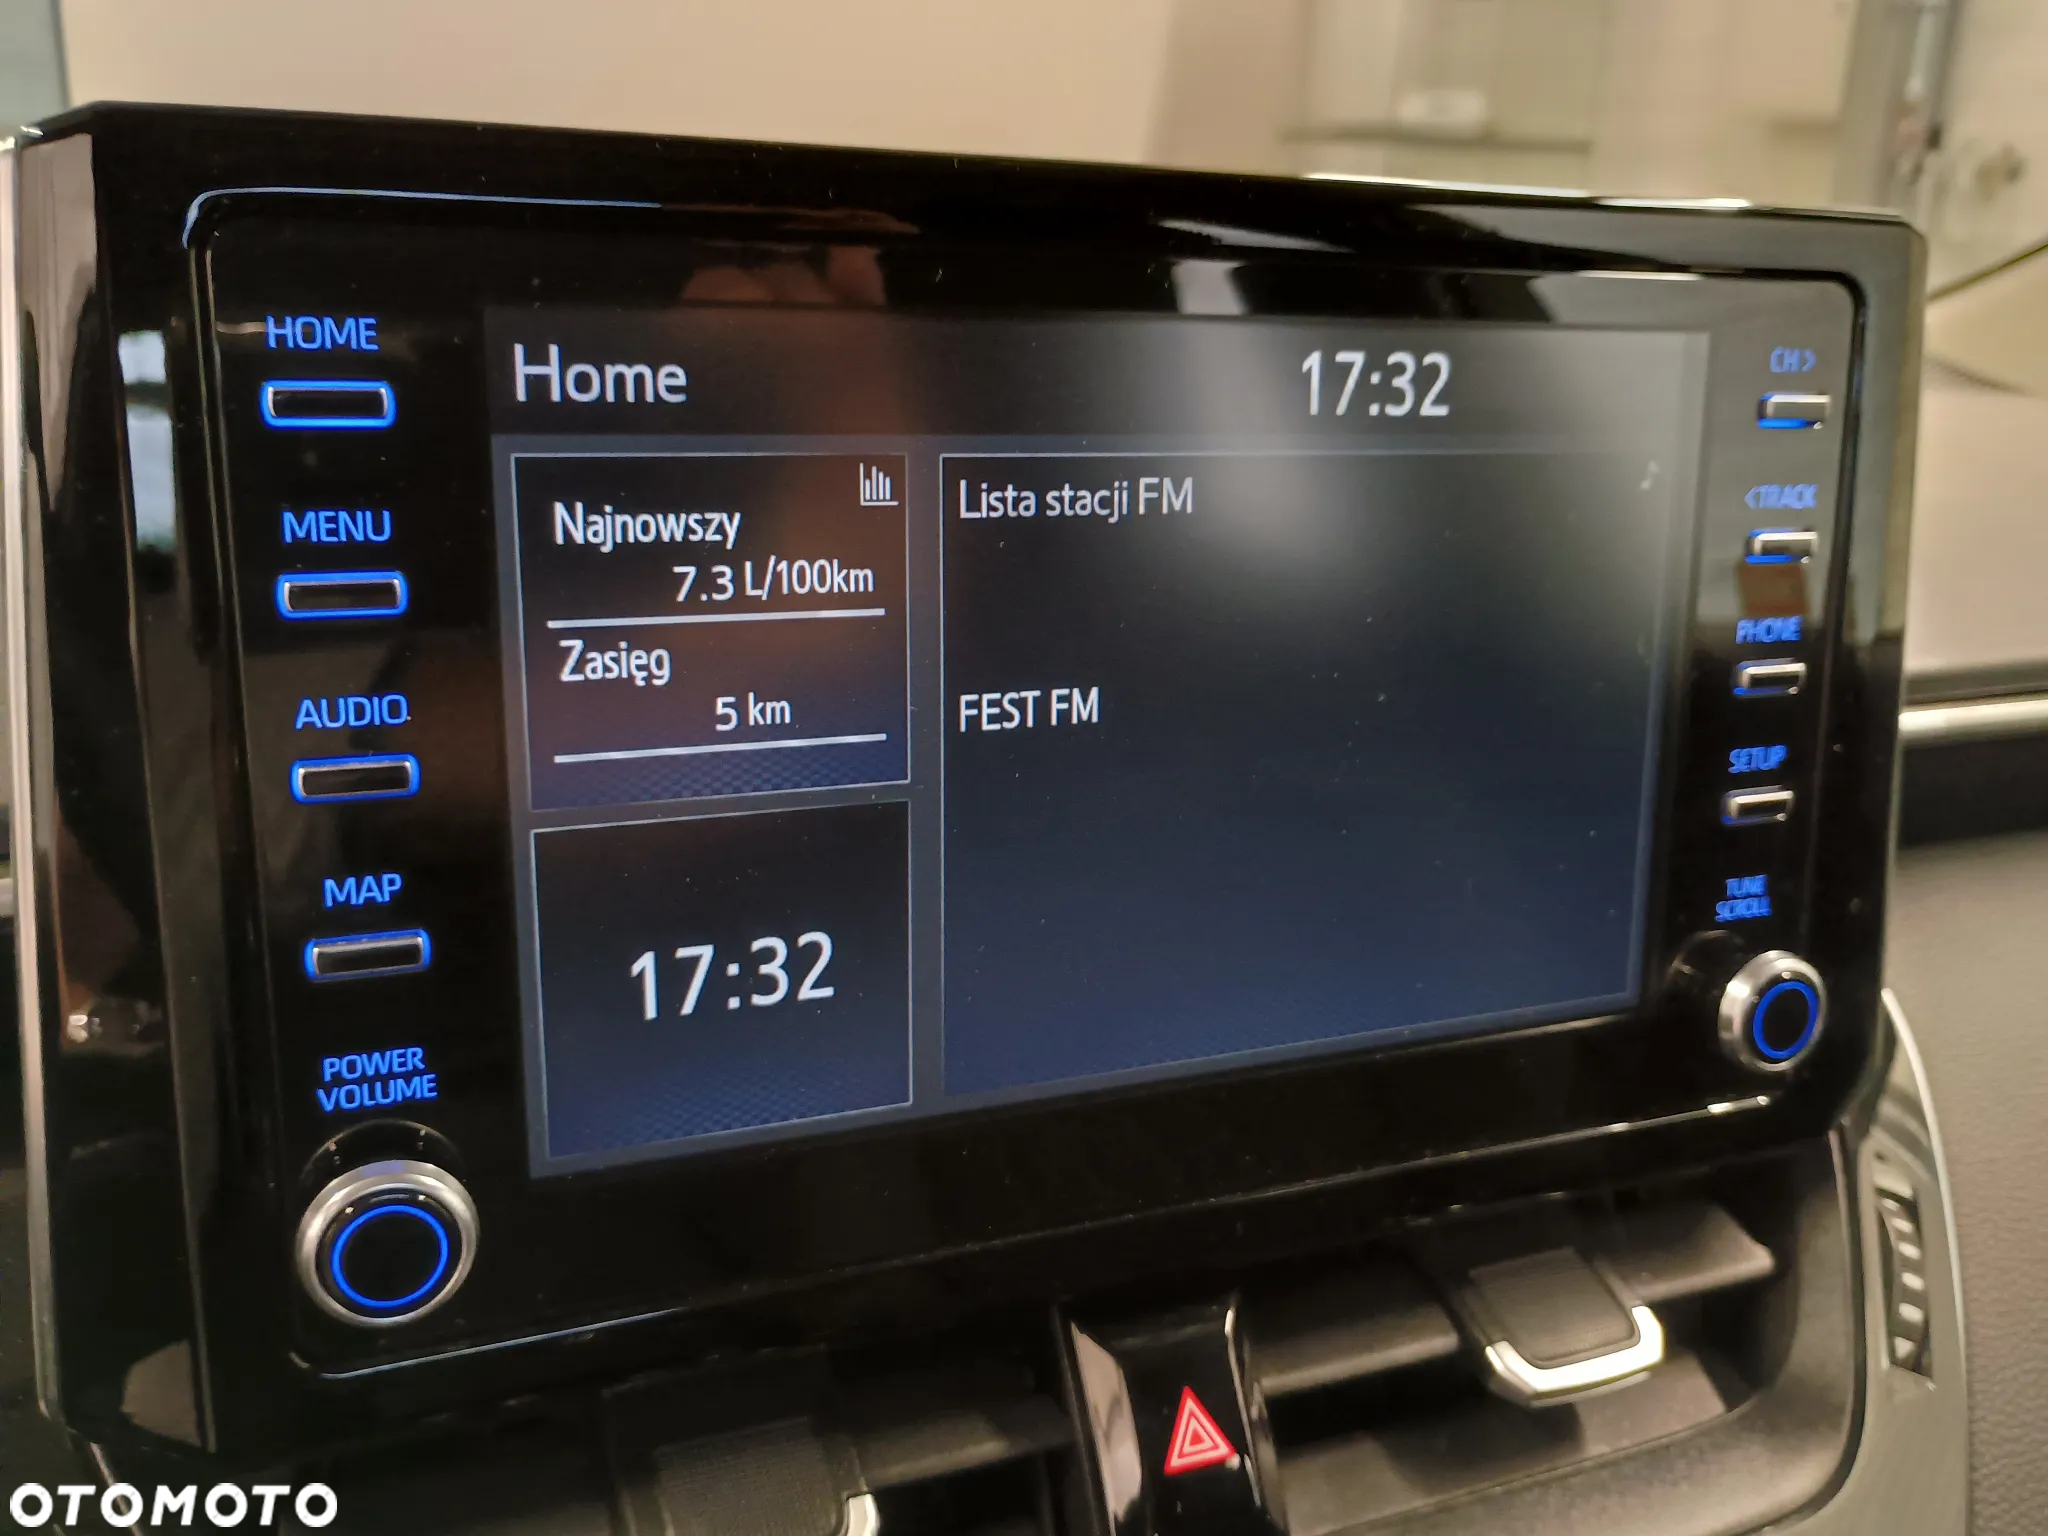 HOME
MENU
AUDIO
MAP
POWER
VOLUME
Home
17:32
Najnowszy
7.3 L/100km
Zasięg
5 km
17:32
Lista stacji FM
FEST FM
CH >
< TRACK
PHONE
SETUP
TUNE
SCROLL
OTOMOTO